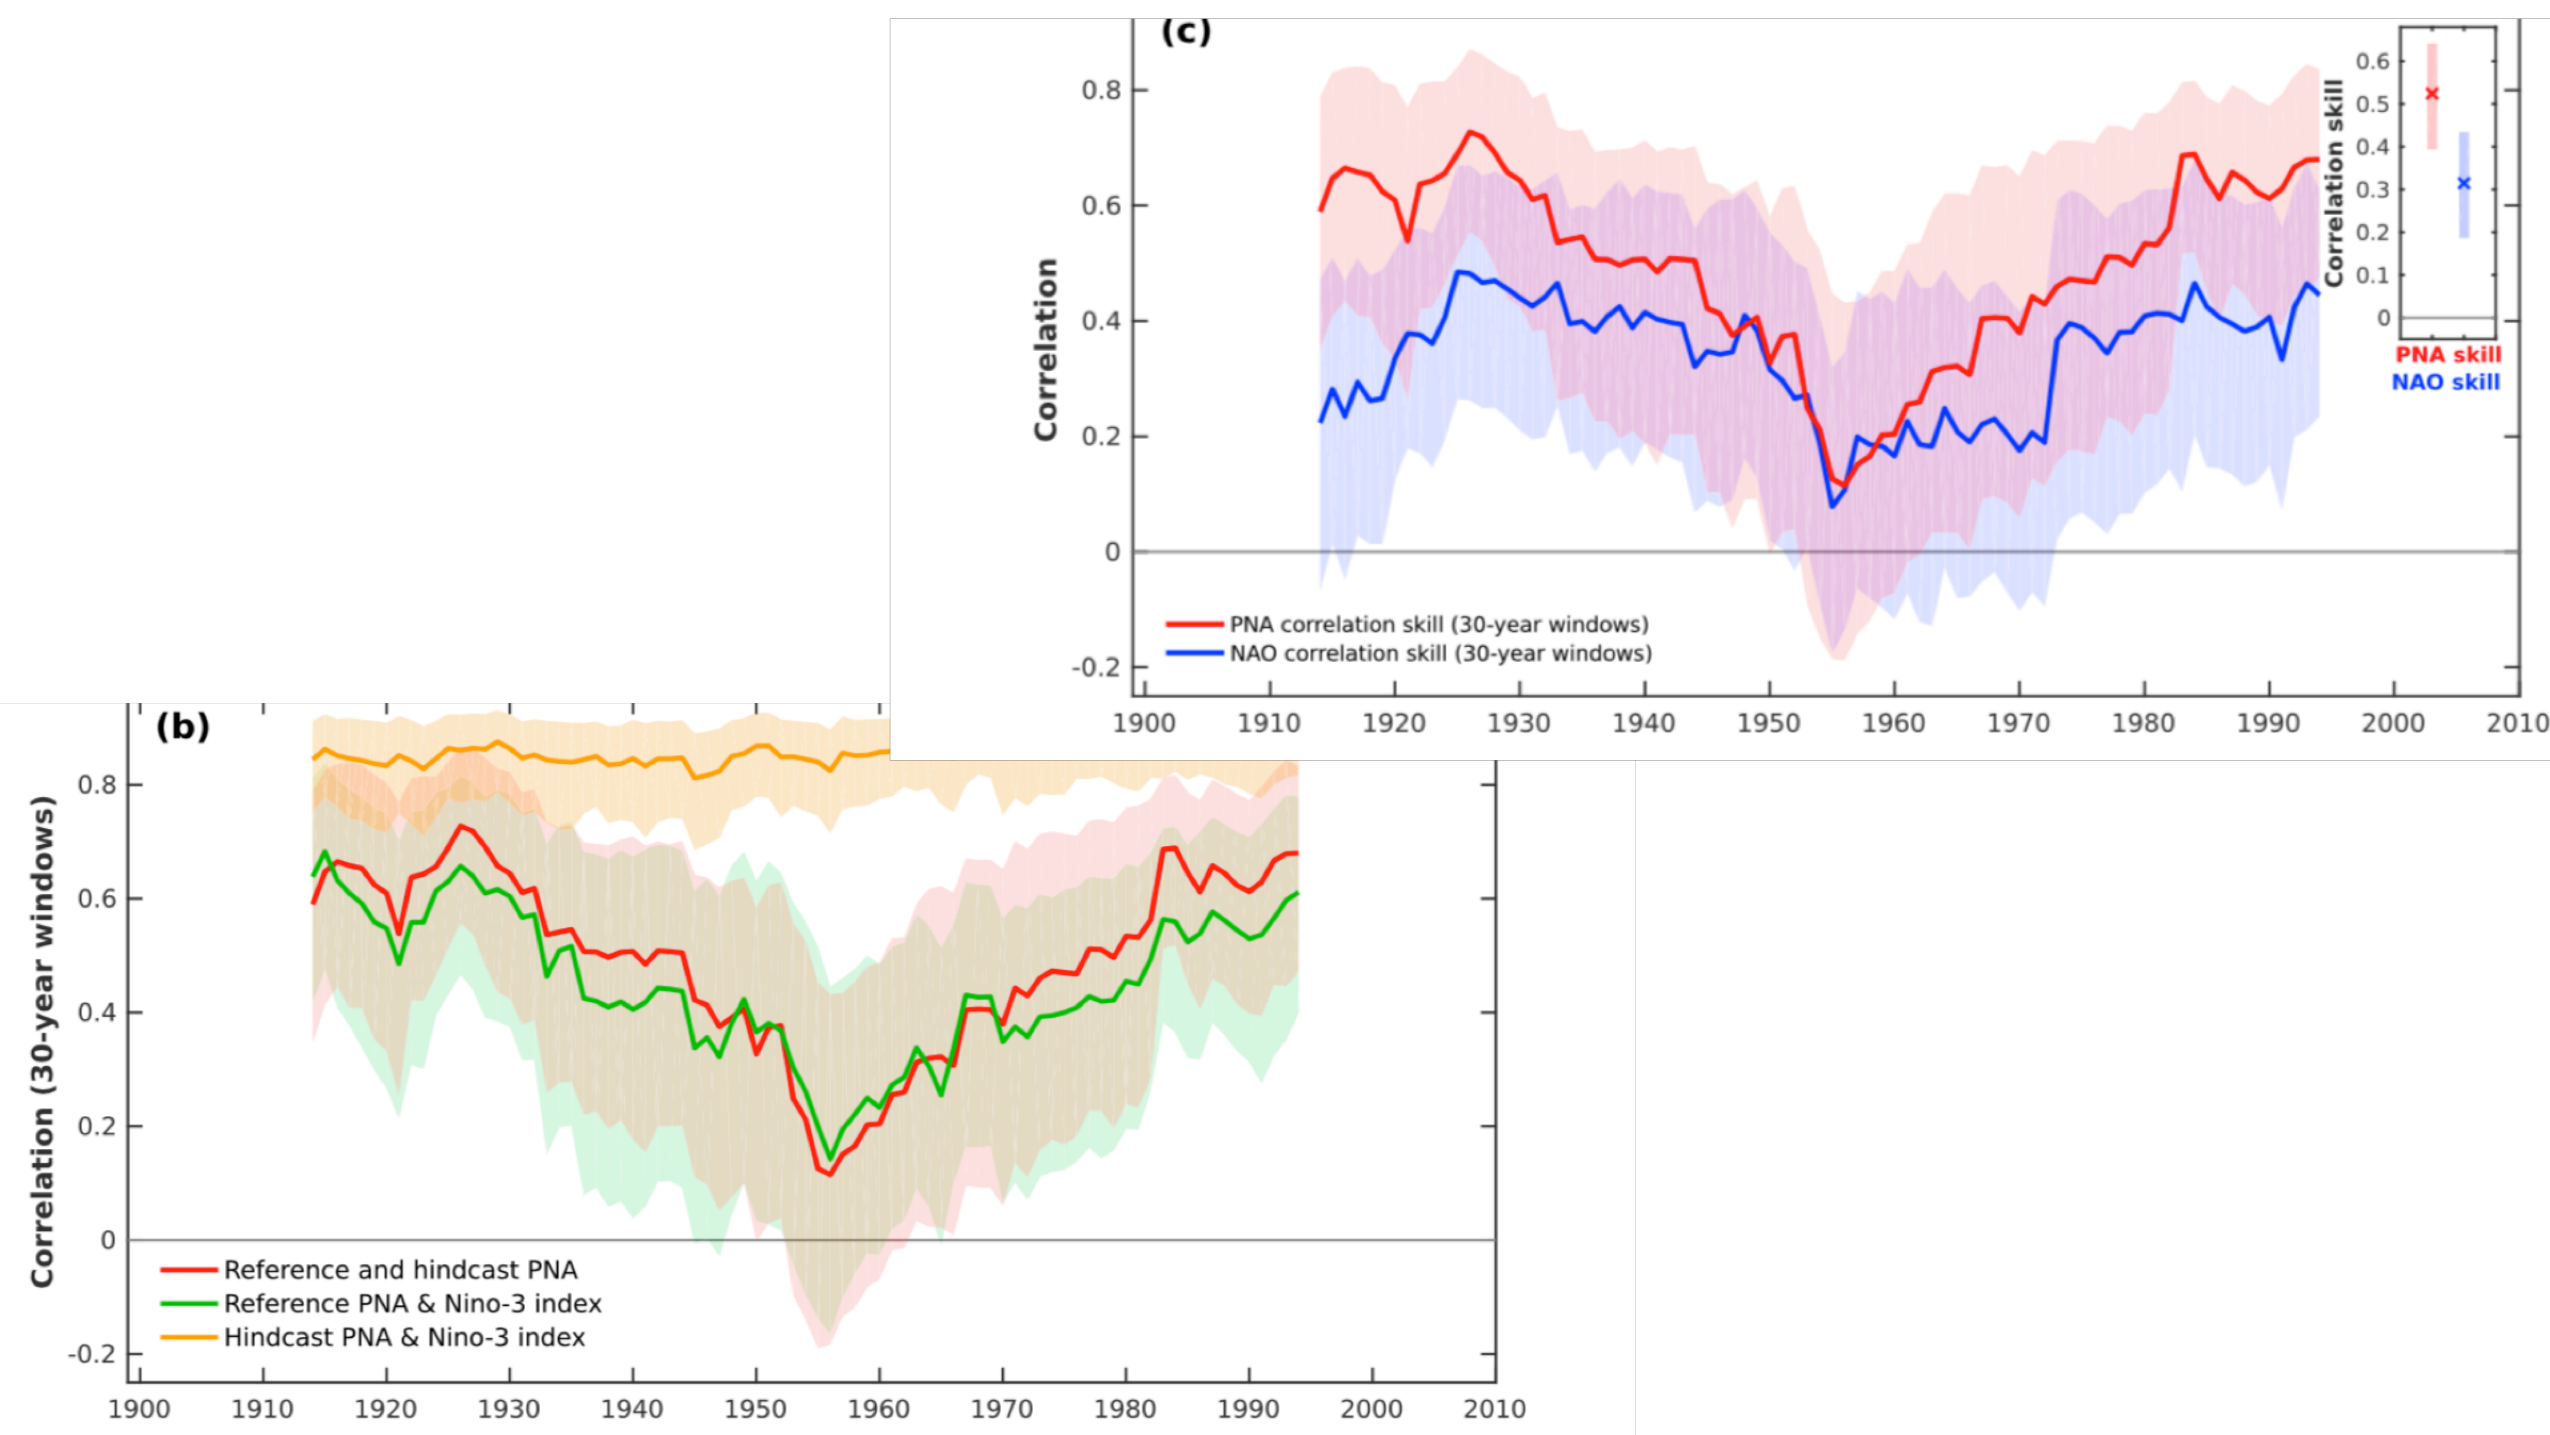 (c)
Correlation
0.8
0.6
0.4
0.2
0
-0.2
PNA correlation skill (30-year windows)
NAO correlation skill (30-year windows)
1900 1910 1920 1930 1940 1950 1960 1970 1980 1990 2000 2010
Correlation skill
0.6
0.5
0.4
0.3
0.2
0.1
0
PNA skill
NAO skill
(b)
Correlation (30-year windows)
0.8
0.6
0.4
0.2
0
-0.2
Reference and hindcast PNA
Reference PNA & Nino-3 index
Hindcast PNA & Nino-3 index
1900 1910 1920 1930 1940 1950 1960 1970 1980 1990 2000 2010